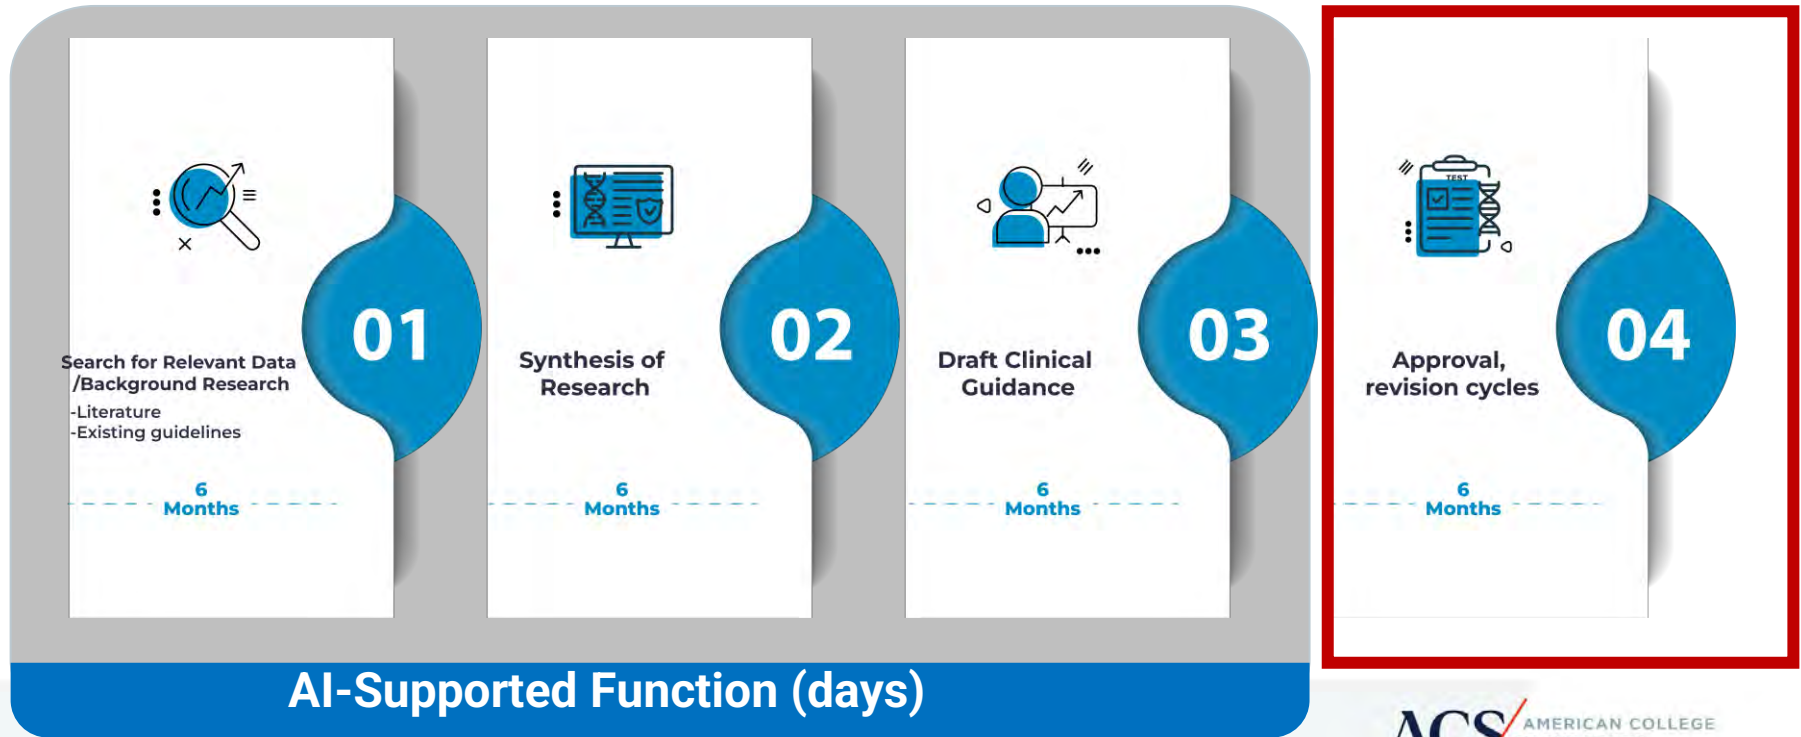 01
Search for Relevant Data
/Background Research
-Literature
-Existing guidelines
6
Months
02
Synthesis of
Research
6
Months
03
Draft Clinical
Guidance
6
Months
TEST
04
Approval,
revision cycles
6
Months
AI-Supported Function (days)
ACS
AMERICAN COLLEGE